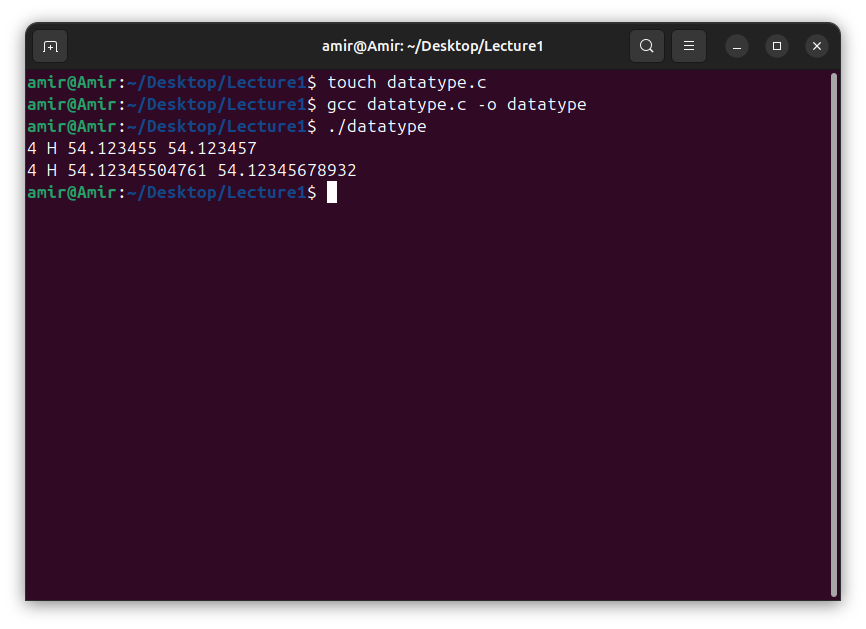 amir@Amir: ~/Desktop/Lecture1
amir@Amir:~/Desktop/Lecture1$ touch datatype.c
amir@Amir:~/Desktop/Lecture1$ gcc datatype.c -o datatype
amir@Amir:~/Desktop/Lecture1$ ./datatype
4 H 54.123455 54.123457
4 H 54.12345504761 54.12345678932
amir@Amir:~/Desktop/Lecture1$